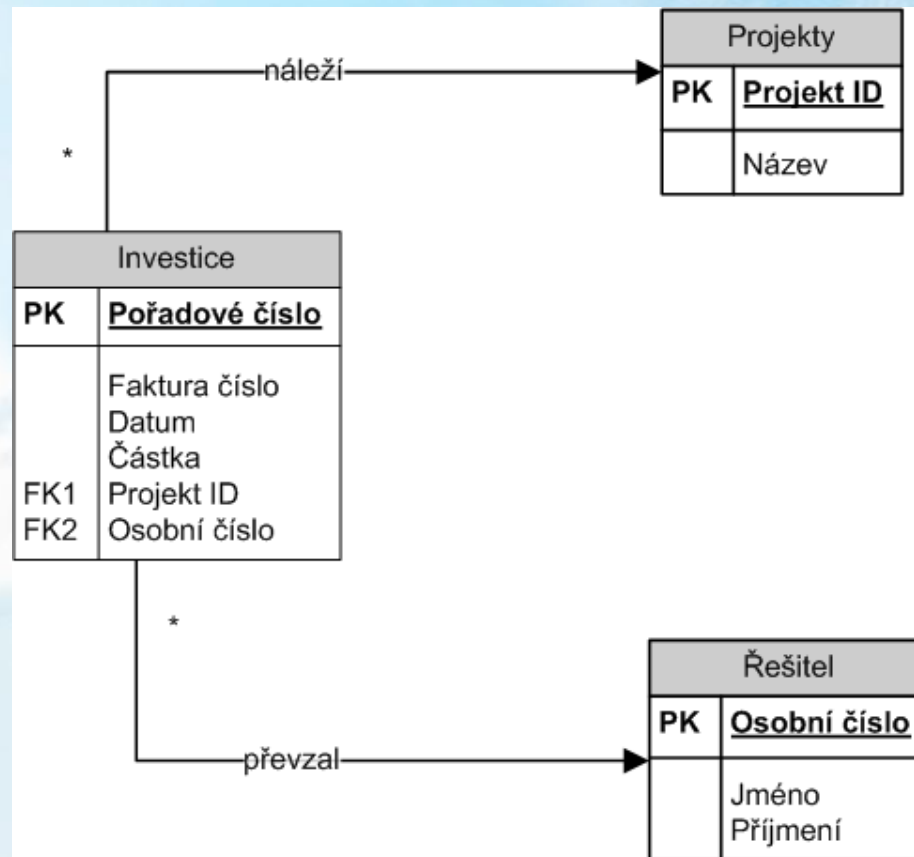 Projekty
PK Projekt ID
Název
náleží
*
Investice
PK Pořadové číslo
Faktura číslo
Datum
Částka
FK1 Projekt ID
FK2 Osobní číslo
*
převzal
Řešitel
PK Osobní číslo
Jméno
Příjmení